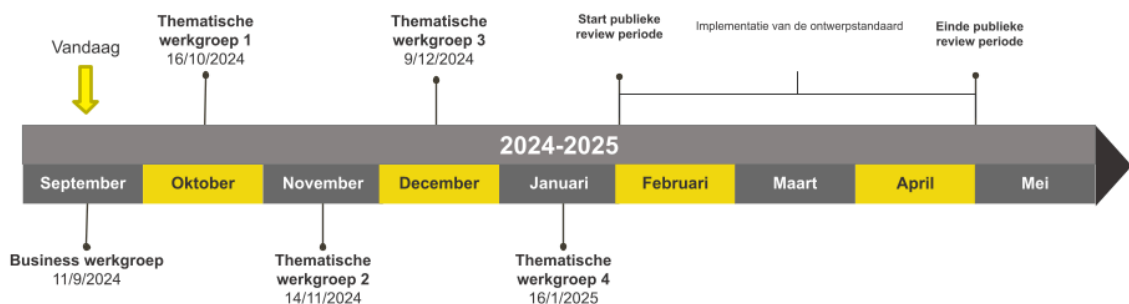 Vandaag
Thematische
werkgroep 1
16/10/2024
Thematische
werkgroep 3
9/12/2024
Start publieke
review periode
Implementatie van de ontwerpstandaard
Einde publieke
review periode
2024-2025
September
Oktober
November
December
Januari
Februari
Maart
April
Mei
Business werkgroep
11/9/2024
Thematische
werkgroep 2
14/11/2024
Thematische
werkgroep 4
16/1/2025